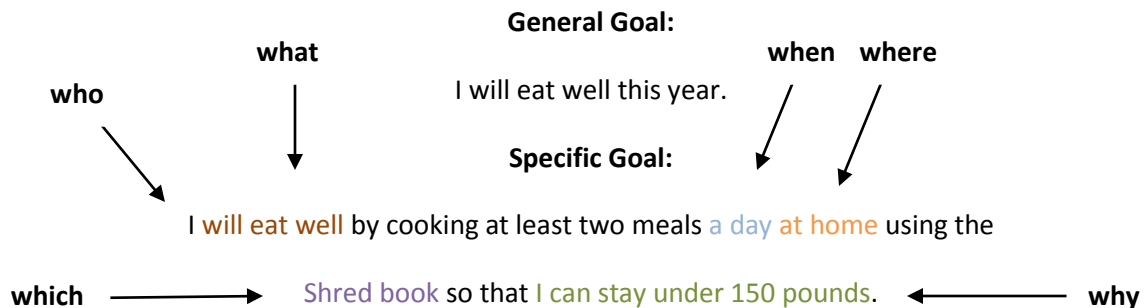 General Goal:
what
when
where
who
I will eat well this year.
Specific Goal:
I will eat well by cooking at least two meals a day at home using the
which
Shred book so that I can stay under 150 pounds.
why